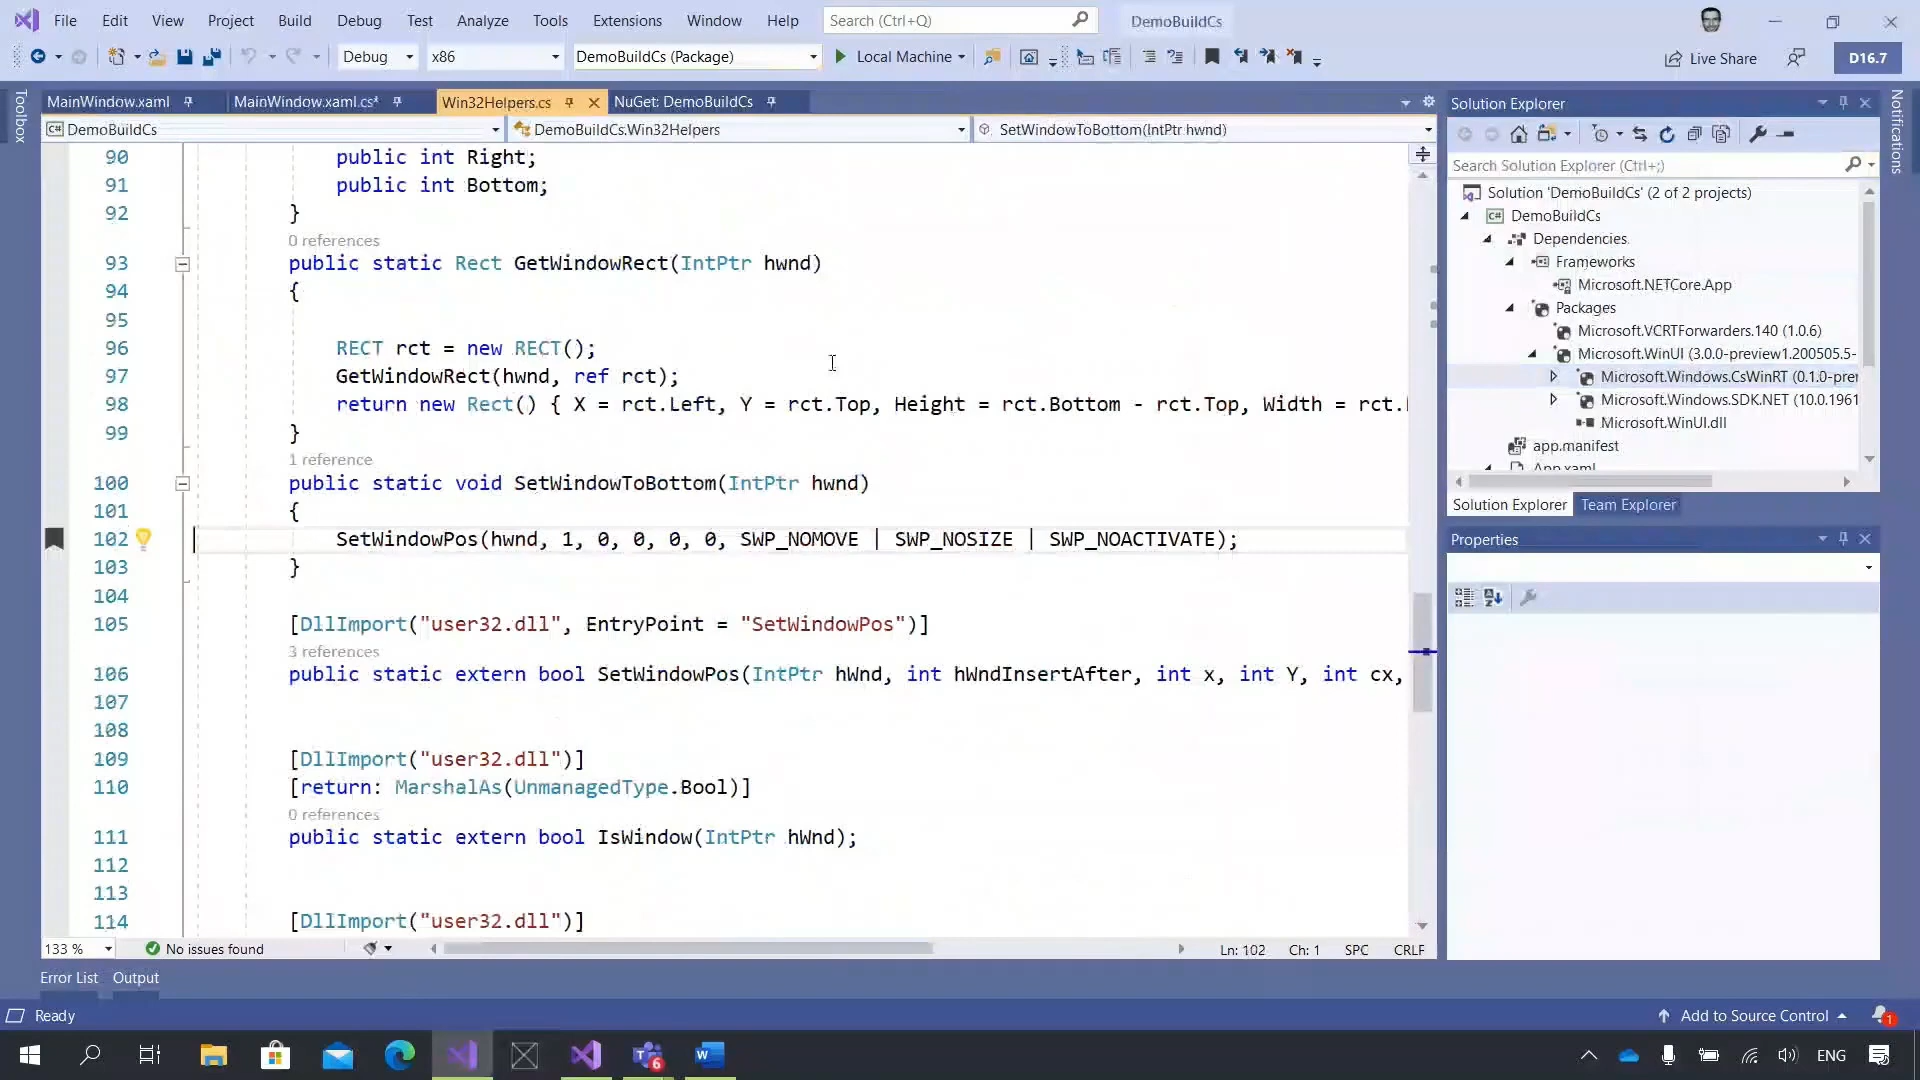 File Edit View Project Build Debug Test Analyze Tools Extensions Window Help Search (Ctrl+Q) DemoBuildCs
Debug x86 DemoBuildCs (Package) Local Machine Live Share D16.7
Toolbox
MainWindow.xaml MainWindow.xaml.cs* Win32Helpers.cs NuGet: DemoBuildCs
C# DemoBuildCs DemoBuildCs.Win32Helpers SetWindowToBottom(IntPtr hwnd)
90 public int Right;
91 public int Bottom;
92 }
0 references
93 public static Rect GetWindowRect(IntPtr hwnd)
94 {
95
96 RECT rct = new RECT();
97 GetWindowRect(hwnd, ref rct);
98 return new Rect() { X = rct.Left, Y = rct.Top, Height = rct.Bottom - rct.Top, Width = rct.
99 }
1 reference
100 public static void SetWindowToBottom(IntPtr hwnd)
101 {
102 SetWindowPos(hwnd, 1, 0, 0, 0, 0, SWP_NOMOVE | SWP_NOSIZE | SWP_NOACTIVATE);
103 }
104
105 [DllImport("user32.dll", EntryPoint = "SetWindowPos")]
3 references
106 public static extern bool SetWindowPos(IntPtr hWnd, int hWndInsertAfter, int x, int Y, int cx,
107
108
109 [DllImport("user32.dll")]
110 [return: MarshalAs(UnmanagedType.Bool)]
0 references
111 public static extern bool IsWindow(IntPtr hWnd);
112
113
114 [DllImport("user32.dll")]
133 % No issues found Ln: 102 Ch: 1 SPC CRLF
Error List Output
Solution Explorer
Search Solution Explorer (Ctrl+;)
Solution 'DemoBuildCs' (2 of 2 projects)
C# DemoBuildCs
Dependencies
Frameworks
Microsoft.NETCore.App
Packages
Microsoft.VCRTForwarders.140 (1.0.6)
Microsoft.WinUI (3.0.0-preview1.200505.5-
Microsoft.Windows.CsWinRT (0.1.0-pre
Microsoft.Windows.SDK.NET (10.0.1961
Microsoft.WinUI.dll
app.manifest
App.xaml
Solution Explorer Team Explorer
Properties
Notifications
Ready Add to Source Control 1
6 W ENG